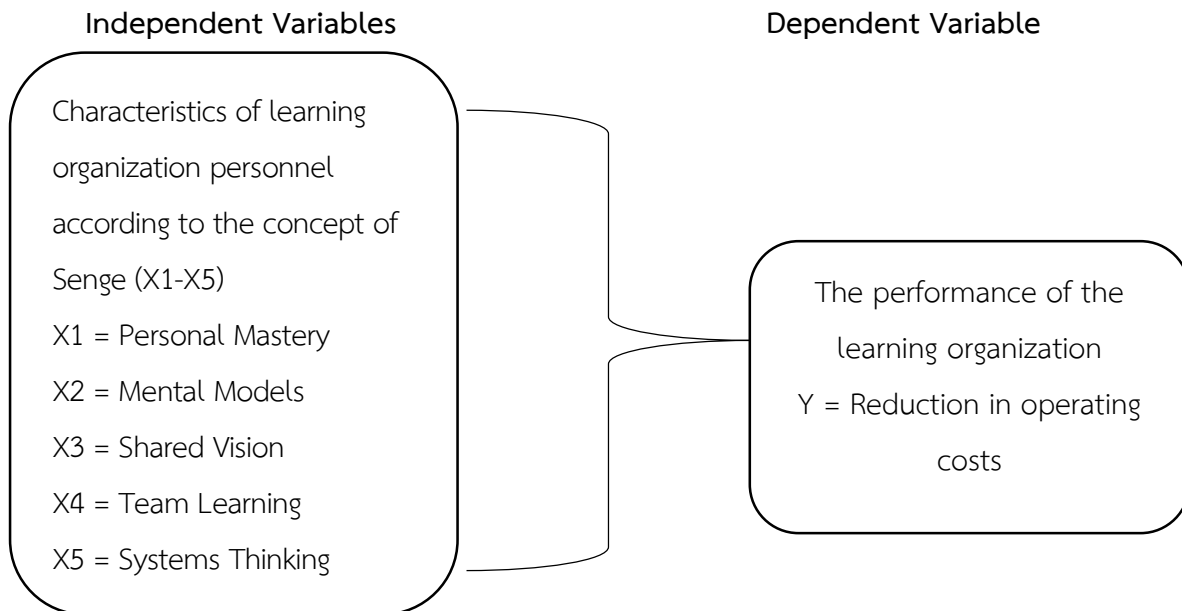 Independent Variables
Characteristics of learning
organization personnel
according to the concept of
Senge (X1-X5)
X1 = Personal Mastery
X2 = Mental Models
X3 = Shared Vision
X4 = Team Learning
X5 = Systems Thinking
Dependent Variable
The performance of the
learning organization
Y = Reduction in operating
costs